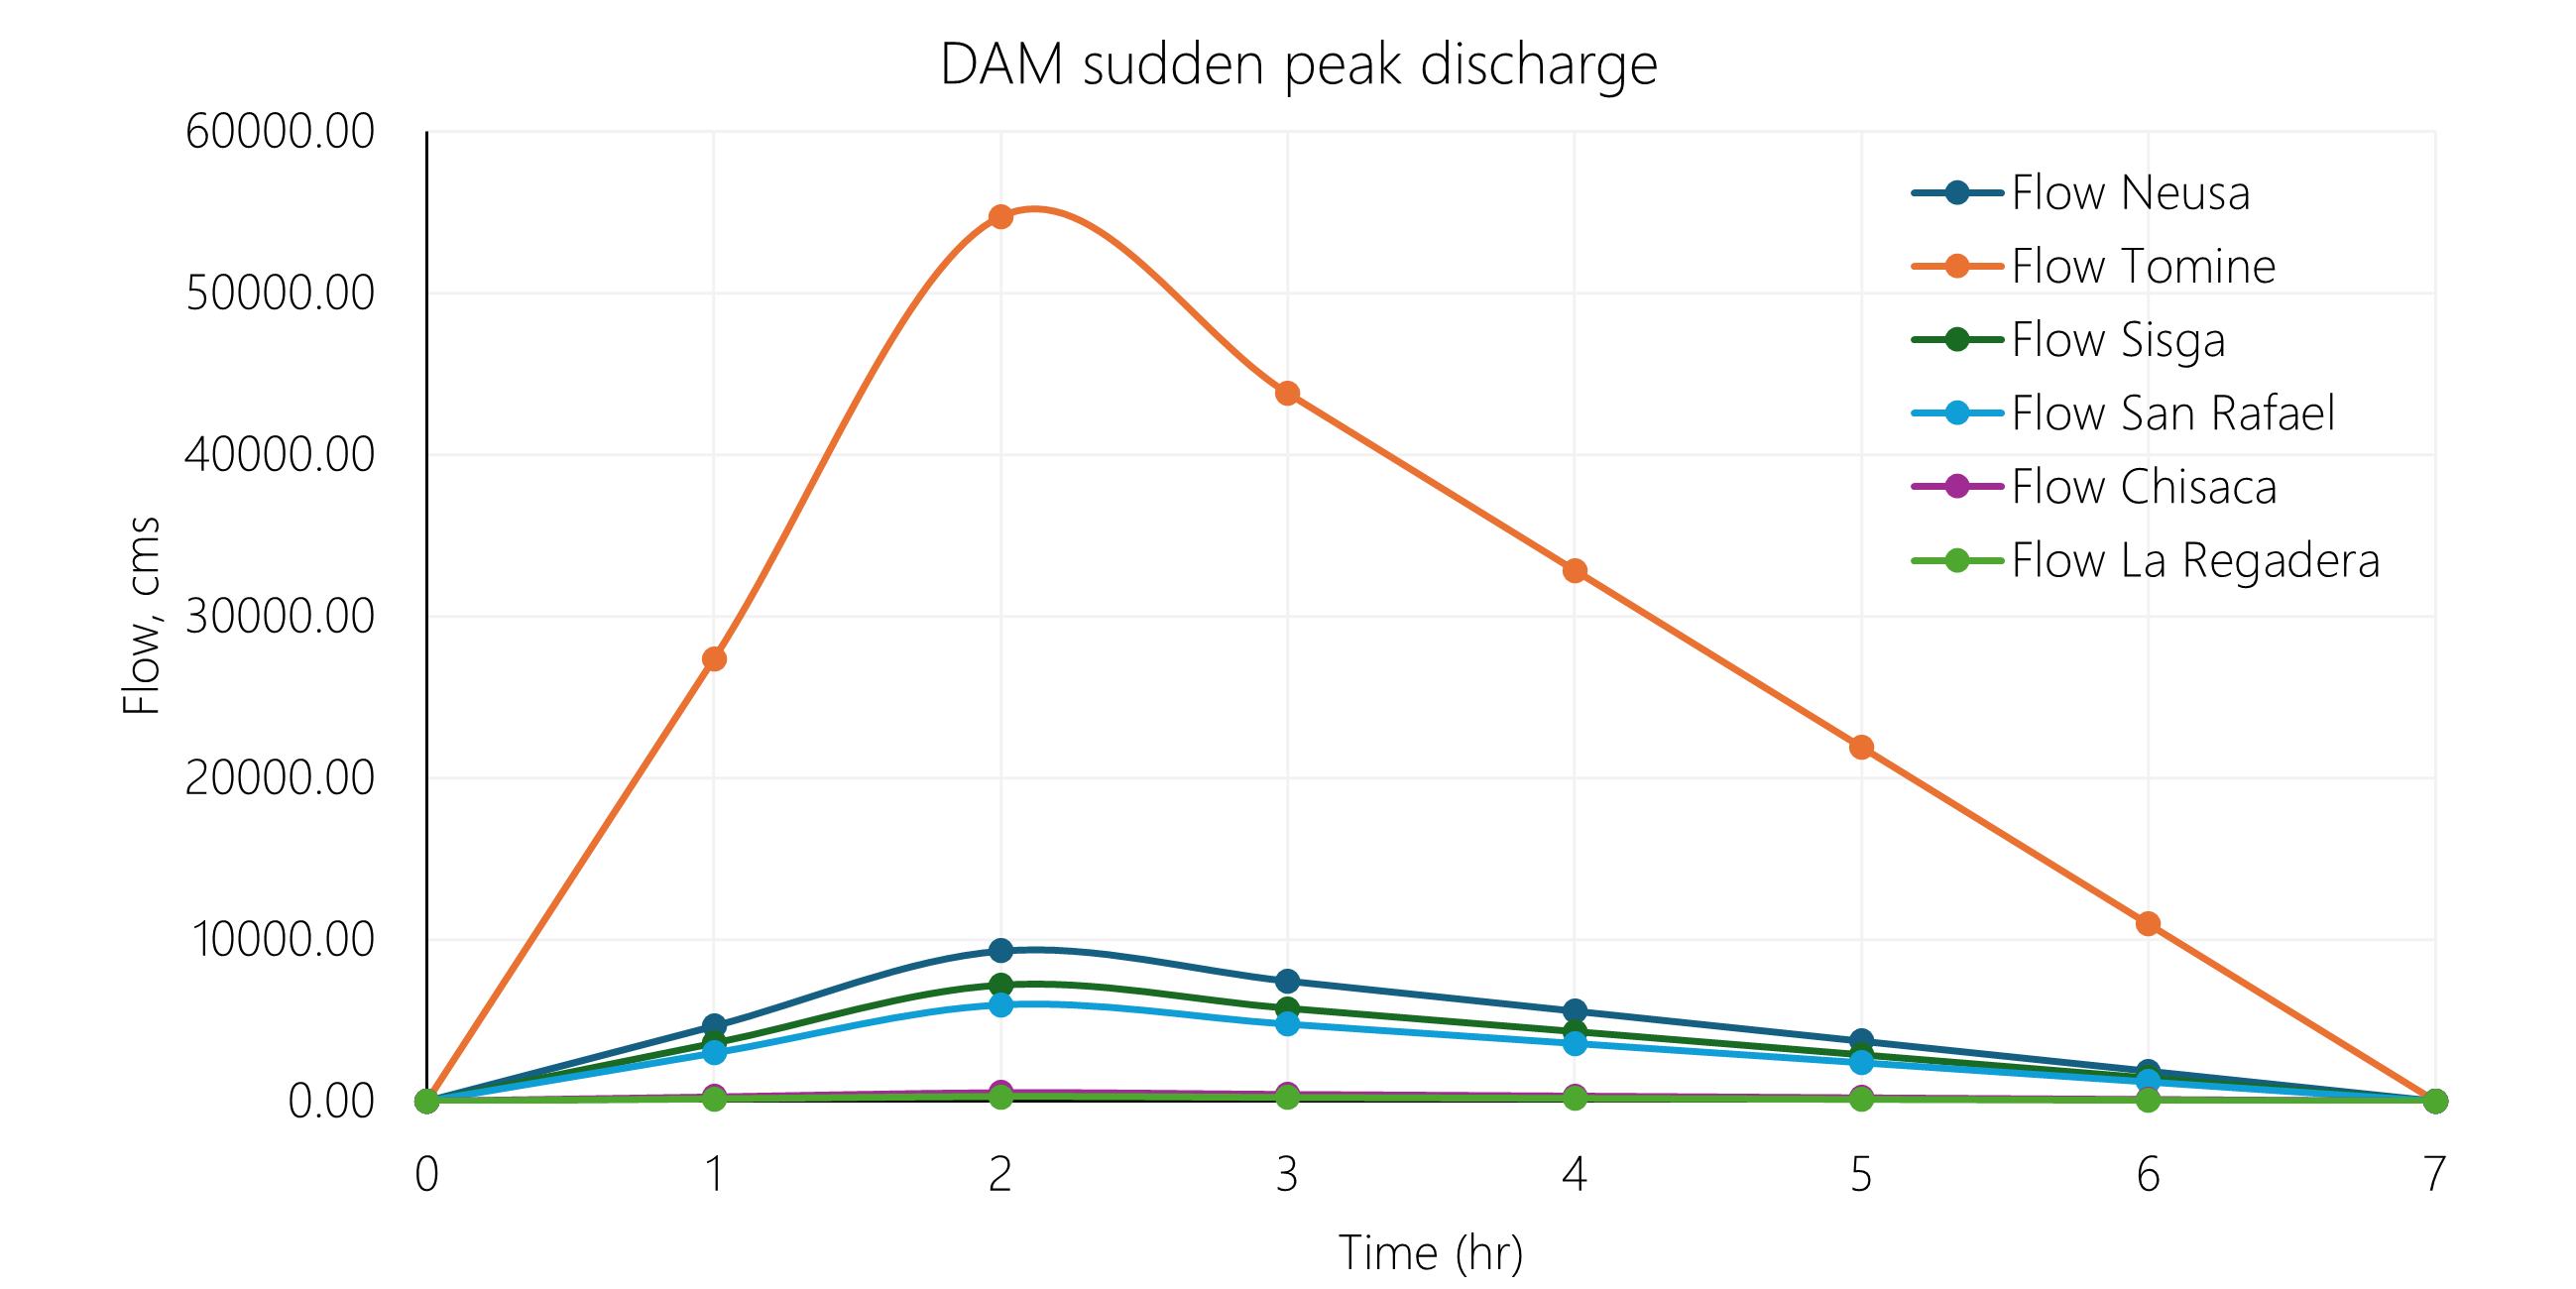 DAM sudden peak discharge
60000.00
50000.00
40000.00
30000.00
20000.00
10000.00
0.00
Flow, cms
Flow Neusa
Flow Tomine
Flow Sisga
Flow San Rafael
Flow Chisaca
Flow La Regadera
0 1 2 3 4 5 6 7
Time (hr)